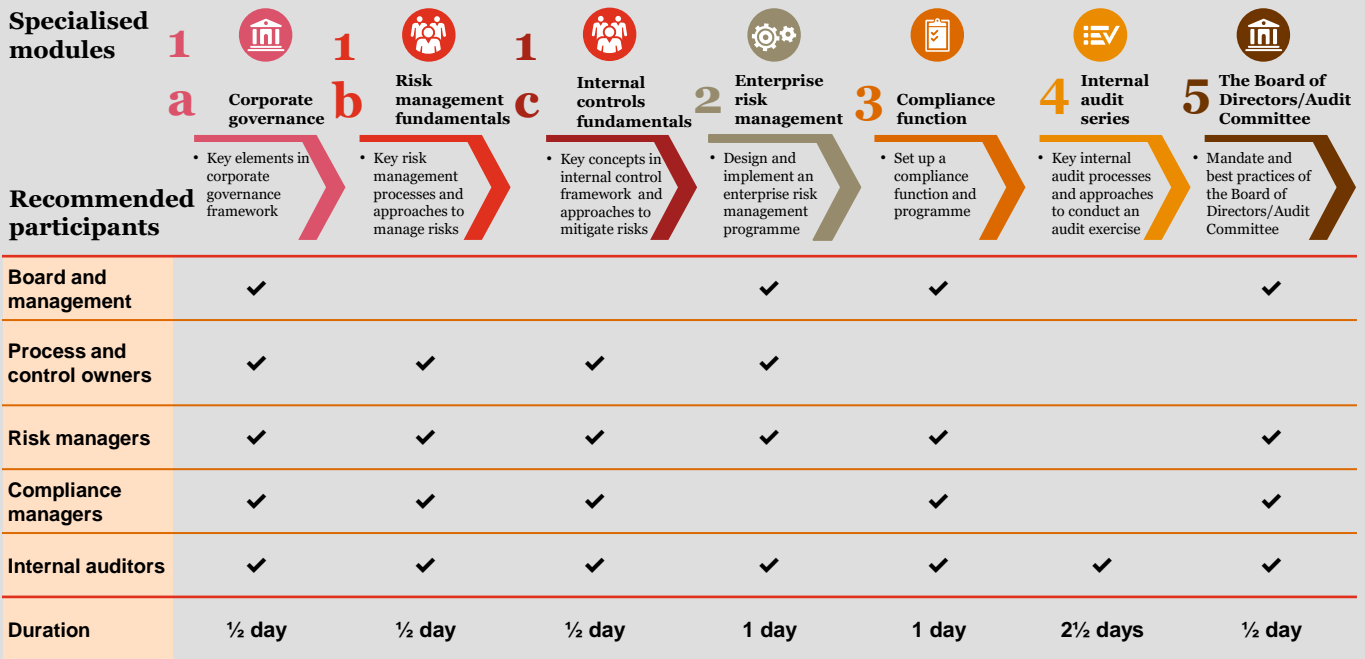 Specialised
modules
1
a
Corporate
governance
1
b
Risk
management
fundamentals
1
c
Internal
controls
fundamentals
2
Enterprise
risk
management
3
Compliance
function
4
Internal
audit
series
5
The Board of
Directors/Audit
Committee
Recommended
participants
• Key elements in
corporate
governance
framework
• Key risk
management
processes and
approaches to
manage risks
• Key concepts in
internal control
framework and
approaches to
mitigate risks
• Design and
implement an
enterprise risk
management
programme
• Set up a
compliance
function and
programme
• Key internal
audit processes
and approaches
to conduct an
audit exercise
• Mandate and
best practices of
the Board of
Directors/Audit
Committee
Board and
management
✔ ✔ ✔ ✔
Process and
control owners
✔ ✔ ✔ ✔
Risk managers ✔ ✔ ✔ ✔ ✔ ✔
Compliance
managers
✔ ✔ ✔ ✔ ✔
Internal auditors ✔ ✔ ✔ ✔ ✔ ✔ ✔
Duration ½ day ½ day ½ day 1 day 1 day 2½ days ½ day